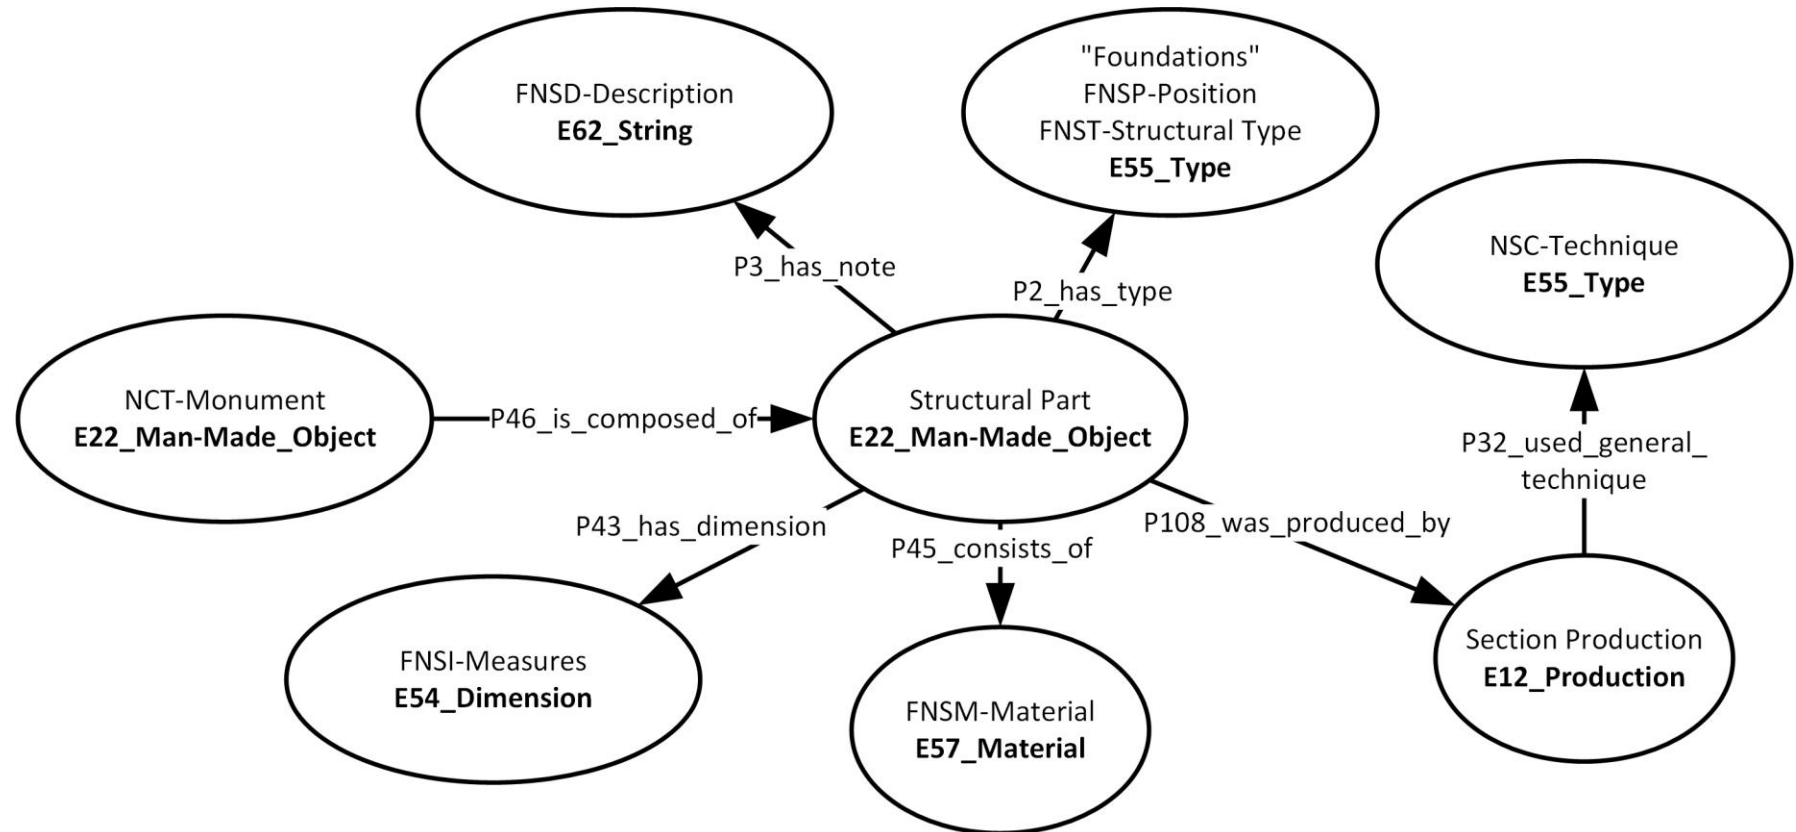 FNSD-Description
E62_String
"Foundations"
FNSP-Position
FNST-Structural Type
E55_Type
NSC-Technique
E55_Type
P3_has_note
P2_has_type
NCT-Monument
E22_Man-Made_Object
P46_is_composed_of
Structural Part
E22_Man-Made_Object
P32_used_general_
technique
P43_has_dimension
P45_consists_of
P108_was_produced_by
FNSI-Measures
E54_Dimension
FNSM-Material
E57_Material
Section Production
E12_Production